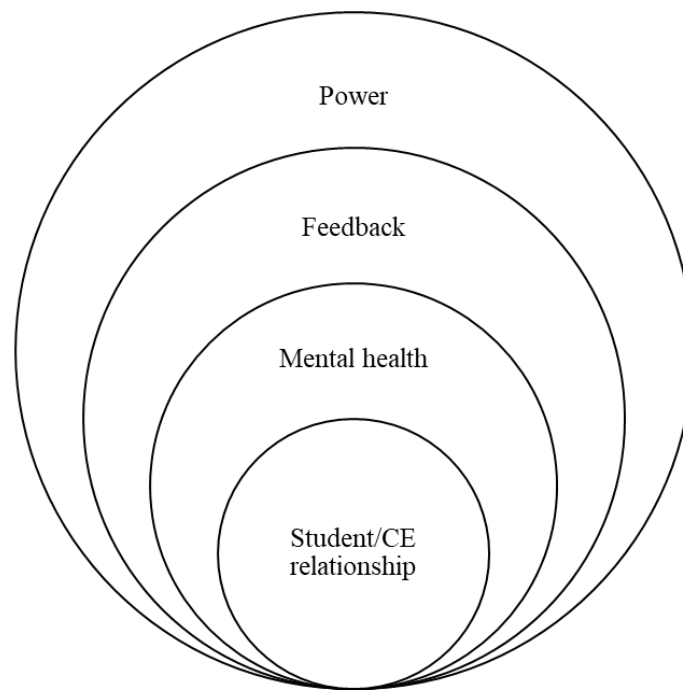 Power
Feedback
Mental health
Student/CE
relationship